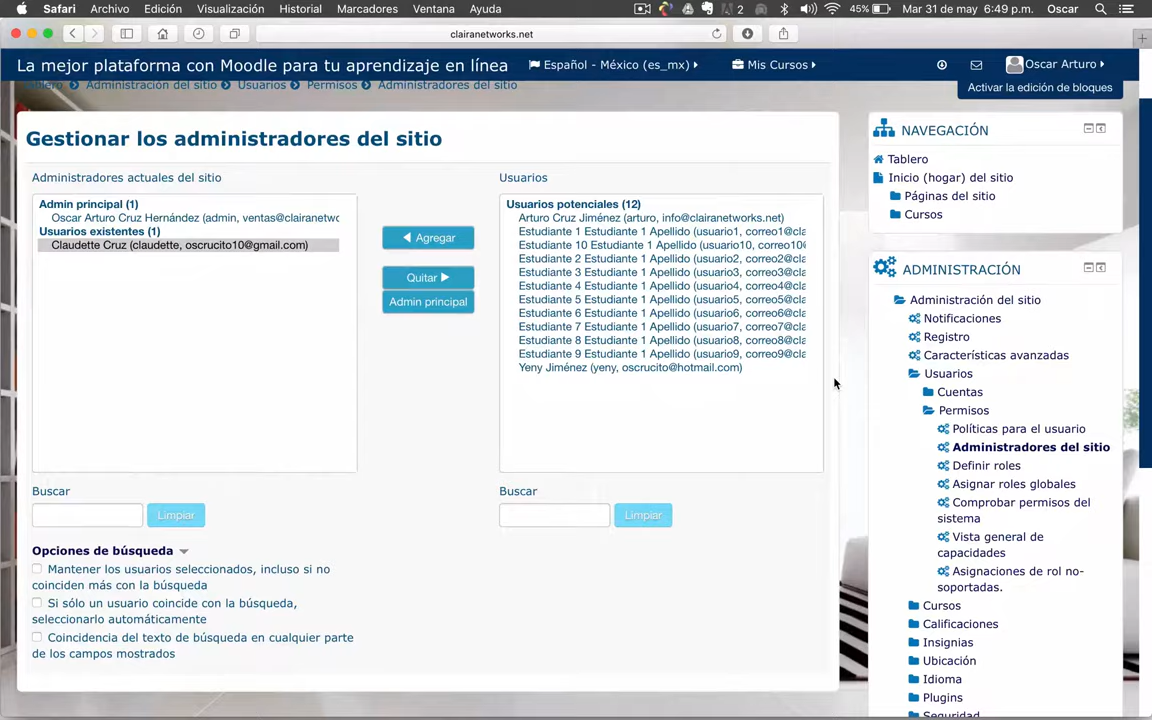 Safari Archivo Edición Visualización Historial Marcadores Ventana Ayuda 2 45% Mar 31 de may 6:49 p.m. Oscar
clairanetworks.net
La mejor plataforma con Moodle para tu aprendizaje en línea Español - México (es_mx) Mis Cursos Oscar Arturo
Administración del sitio Usuarios Permisos Administradores del sitio
Activar la edición de bloques
Gestionar los administradores del sitio
Administradores actuales del sitio
Admin principal (1)
Oscar Arturo Cruz Hernández (admin, ventas@clairanetwo
Usuarios existentes (1)
Claudette Cruz (claudette, oscrucito10@gmail.com)
Agregar
Quitar
Admin principal
Usuarios
Usuarios potenciales (12)
Arturo Cruz Jiménez (arturo, info@clairanetworks.net)
Estudiante 1 Estudiante 1 Apellido (usuario1, correo1@cla
Estudiante 10 Estudiante 1 Apellido (usuario10, correo10@
Estudiante 2 Estudiante 1 Apellido (usuario2, correo2@cla
Estudiante 3 Estudiante 1 Apellido (usuario3, correo3@cla
Estudiante 4 Estudiante 1 Apellido (usuario4, correo4@cla
Estudiante 5 Estudiante 1 Apellido (usuario5, correo5@cla
Estudiante 6 Estudiante 1 Apellido (usuario6, correo6@cla
Estudiante 7 Estudiante 1 Apellido (usuario7, correo7@cla
Estudiante 8 Estudiante 1 Apellido (usuario8, correo8@cla
Estudiante 9 Estudiante 1 Apellido (usuario9, correo9@cla
Yeny Jiménez (yeny, oscrucito@hotmail.com)
Buscar
Limpiar
Buscar
Limpiar
Opciones de búsqueda
Mantener los usuarios seleccionados, incluso si no
coinciden más con la búsqueda
Si sólo un usuario coincide con la búsqueda,
seleccionarlo automáticamente
Coincidencia del texto de búsqueda en cualquier parte
de los campos mostrados
NAVEGACIÓN
Tablero
Inicio (hogar) del sitio
Páginas del sitio
Cursos
ADMINISTRACIÓN
Administración del sitio
Notificaciones
Registro
Características avanzadas
Usuarios
Cuentas
Permisos
Políticas para el usuario
Administradores del sitio
Definir roles
Asignar roles globales
Comprobar permisos del
sistema
Vista general de
capacidades
Asignaciones de rol no-
soportadas.
Cursos
Calificaciones
Insignias
Ubicación
Idioma
Plugins
Seguridad